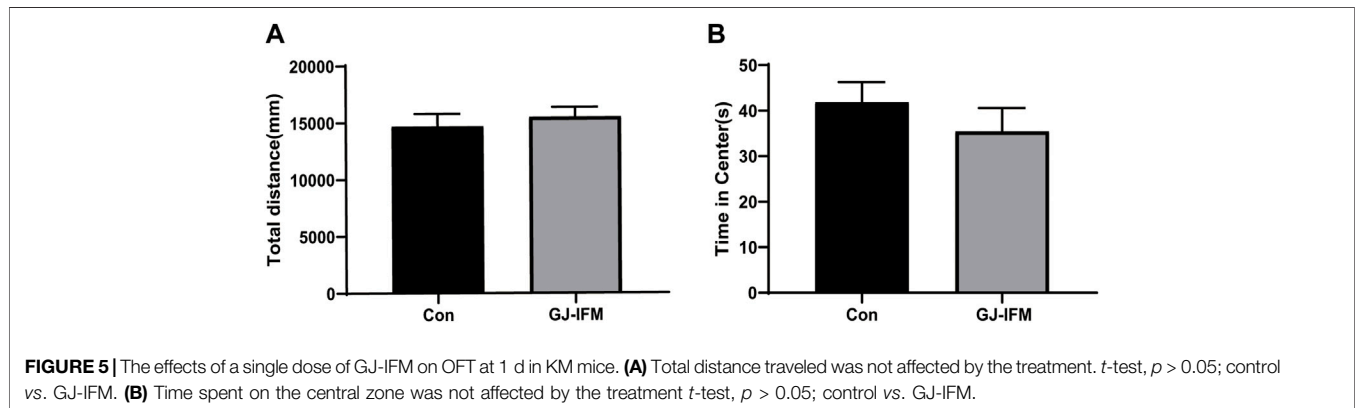 A
Total distance(mm)
20000
15000
10000
5000
0
Con
GJ-IFM
B
Time in Center(s)
50
40
30
20
10
0
Con
GJ-IFM
FIGURE 5 | The effects of a single dose of GJ-IFM on OFT at 1 d in KM mice. (A) Total distance traveled was not affected by the treatment. t-test, p > 0.05; control
vs. GJ-IFM. (B) Time spent on the central zone was not affected by the treatment t-test, p > 0.05; control vs. GJ-IFM.